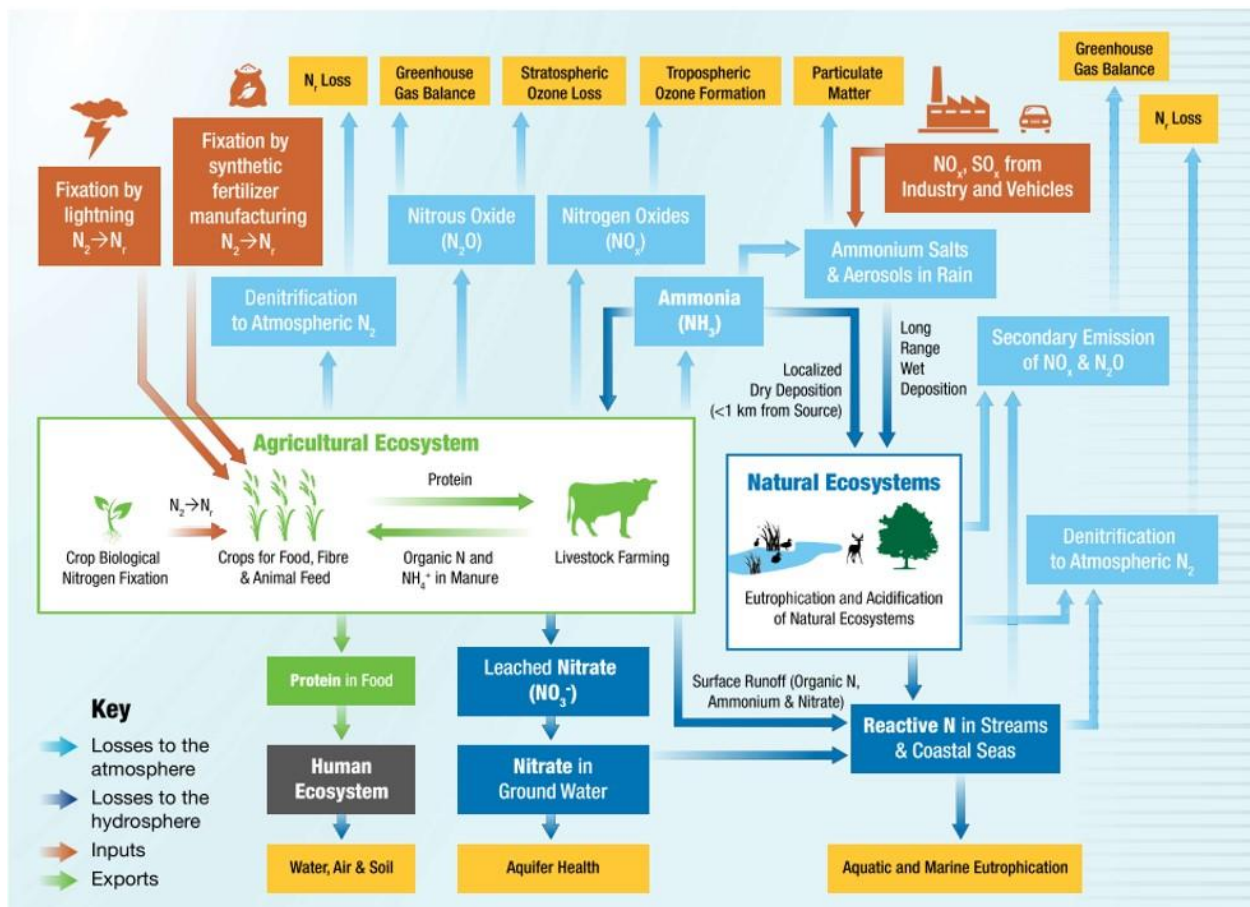 Greenhouse
Gas Balance
N_r Loss
Greenhouse
Gas Balance
Stratospheric
Ozone Loss
Tropospheric
Ozone Formation
Particulate
Matter
N_r Loss
Fixation by
lightning
N₂→N_r
Fixation by
synthetic
fertilizer
manufacturing
N₂→N_r
NOₓ, SOₓ from
Industry and Vehicles
Nitrous Oxide
(N₂O)
Nitrogen Oxides
(NOₓ)
Ammonium Salts
& Aerosols in Rain
Denitrification
to Atmospheric N₂
Ammonia
(NH₃)
Long
Range
Wet
Deposition
Localized
Dry Deposition
(<1 km from Source)
Secondary Emission
of NOₓ & N₂O
Agricultural Ecosystem
N₂→N_r
Protein
Crop Biological
Nitrogen Fixation
Crops for Food, Fibre
& Animal Feed
Organic N and
NH₄⁺ in Manure
Livestock Farming
Natural Ecosystems
Eutrophication and Acidification
of Natural Ecosystems
Denitrification
to Atmospheric N₂
Protein in Food
Leached Nitrate
(NO₃⁻)
Surface Runoff (Organic N,
Ammonium & Nitrate)
Reactive N in Streams
& Coastal Seas
Human
Ecosystem
Nitrate in
Ground Water
Water, Air & Soil
Aquifer Health
Aquatic and Marine Eutrophication
Key
Losses to the
atmosphere
Losses to the
hydrosphere
Inputs
Exports